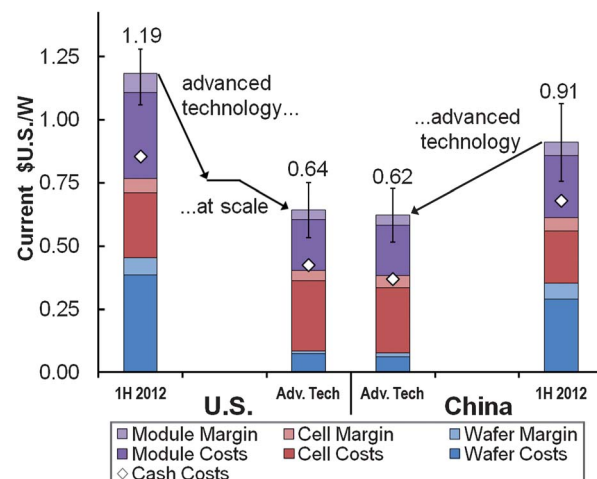 1.19
1.25
advanced
technology...
1.00
0.91
...advanced
technology
0.75
0.64
0.62
...at scale
0.50
0.25
0.00
Current $U.S./W
1H 2012
Adv. Tech
Adv. Tech
1H 2012
U.S.
China
Module Margin
Cell Margin
Wafer Margin
Module Costs
Cell Costs
Wafer Costs
Cash Costs